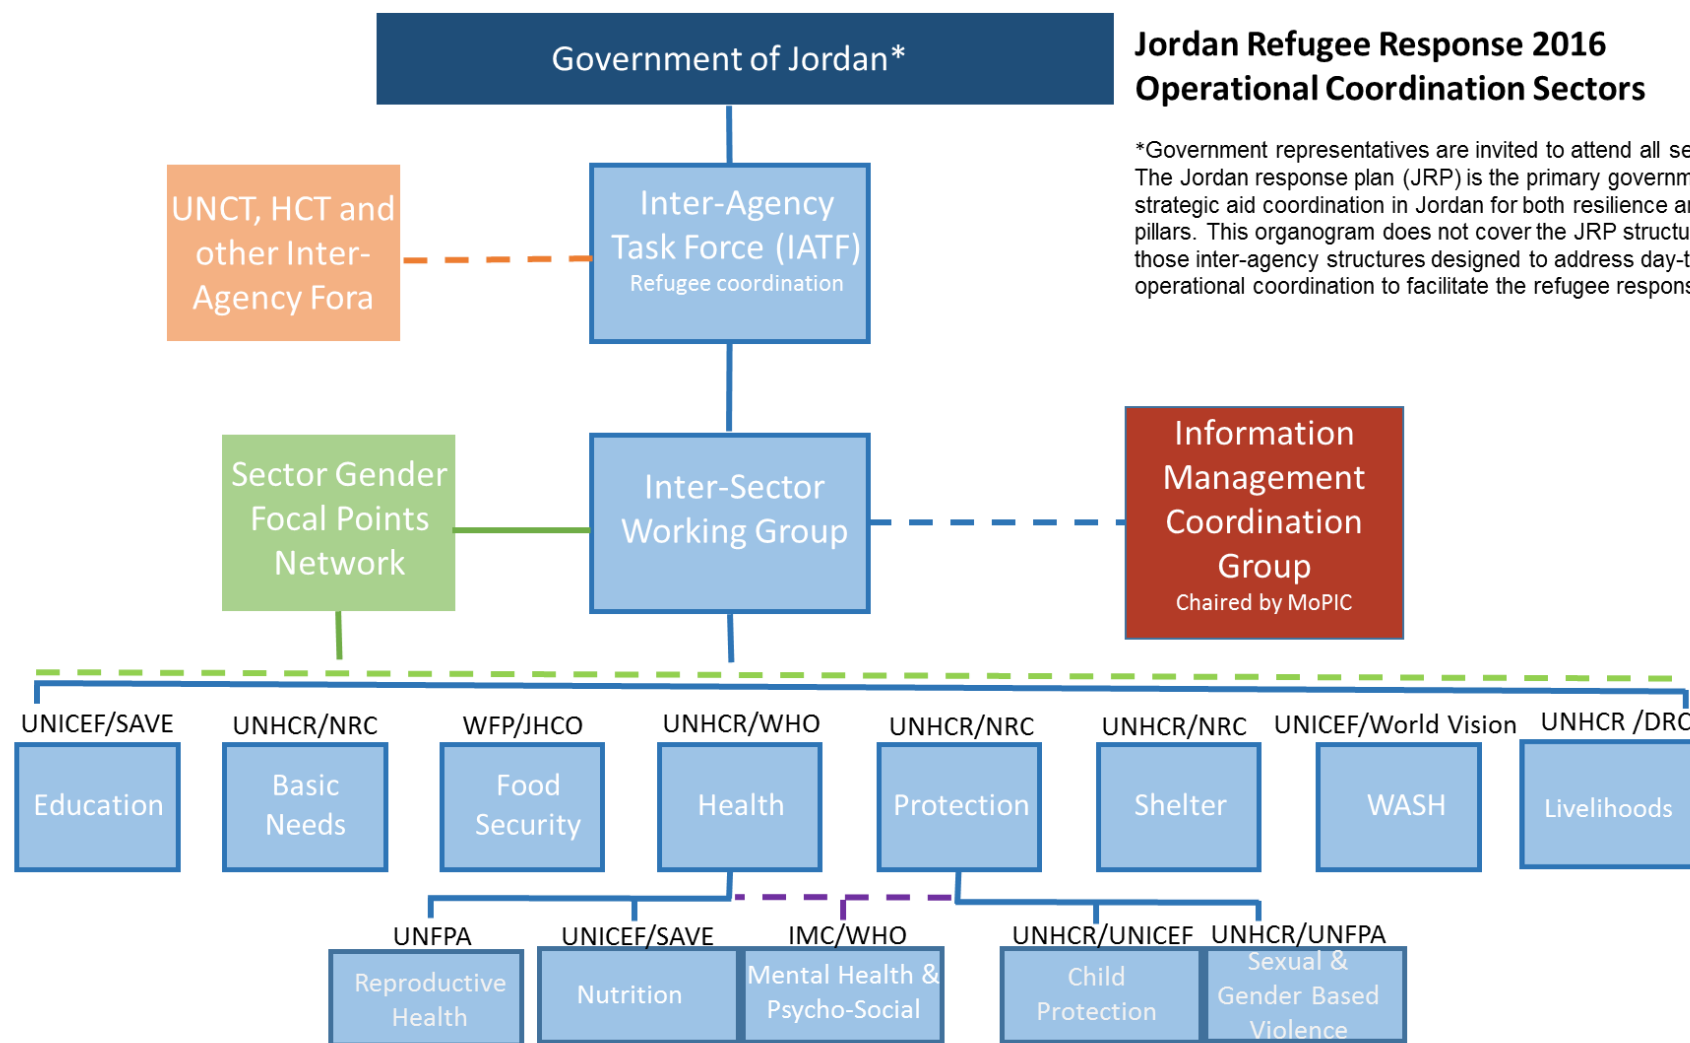 Government of Jordan*
Jordan Refugee Response 2016
Operational Coordination Sectors
*Government representatives are invited to attend all
The Jordan response plan (JRP) is the primary
strategic aid coordination in Jordan for both resilience
pillars. This organogram does not cover the JRP
those inter-agency structures designed to address
operational coordination to facilitate the refugee
UNCT, HCT and
other Inter-
Agency Fora
Inter-Agency
Task Force (IATF)
Refugee coordination
Sector Gender
Focal Points
Network
Inter-Sector
Working Group
Information
Management
Coordination
Group
Chaired by MoPIC
UNICEF/SAVE
Education
UNHCR/NRC
Basic
Needs
WFP/JHCO
Food
Security
UNHCR/WHO
Health
UNHCR/NRC
Protection
UNHCR/NRC
Shelter
UNICEF/World Vision
WASH
UNHCR /DRC
Livelihoods
UNFPA
Reproductive
Health
UNICEF/SAVE
Nutrition
IMC/WHO
Mental Health &
Psycho-Social
UNHCR/UNICEF
Child
Protection
UNHCR/UNFPA
Sexual &
Gender Based
Violence